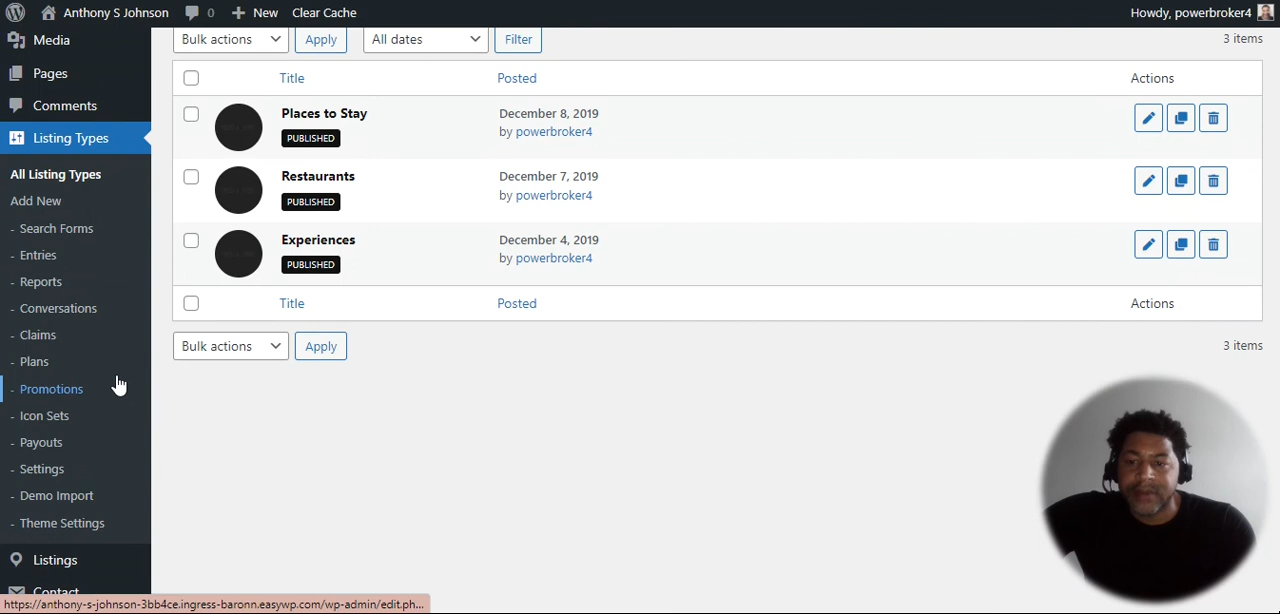 Anthony S Johnson 0 New Clear Cache Howdy, powerbroker4
Media
Pages
Comments
Listing Types
All Listing Types
Add New
- Search Forms
- Entries
- Reports
- Conversations
- Claims
- Plans
- Promotions
- Icon Sets
- Payouts
- Settings
- Demo Import
- Theme Settings
Listings
Contact
Bulk actions Apply All dates Filter 3 items
Title Posted Actions
Places to Stay December 8, 2019
PUBLISHED by powerbroker4
Restaurants December 7, 2019
PUBLISHED by powerbroker4
Experiences December 4, 2019
PUBLISHED by powerbroker4
Title Posted Actions
Bulk actions Apply 3 items
https://anthony-s-johnson-3bb4ce.ingress-baronn.easywp.com/wp-admin/edit.ph...